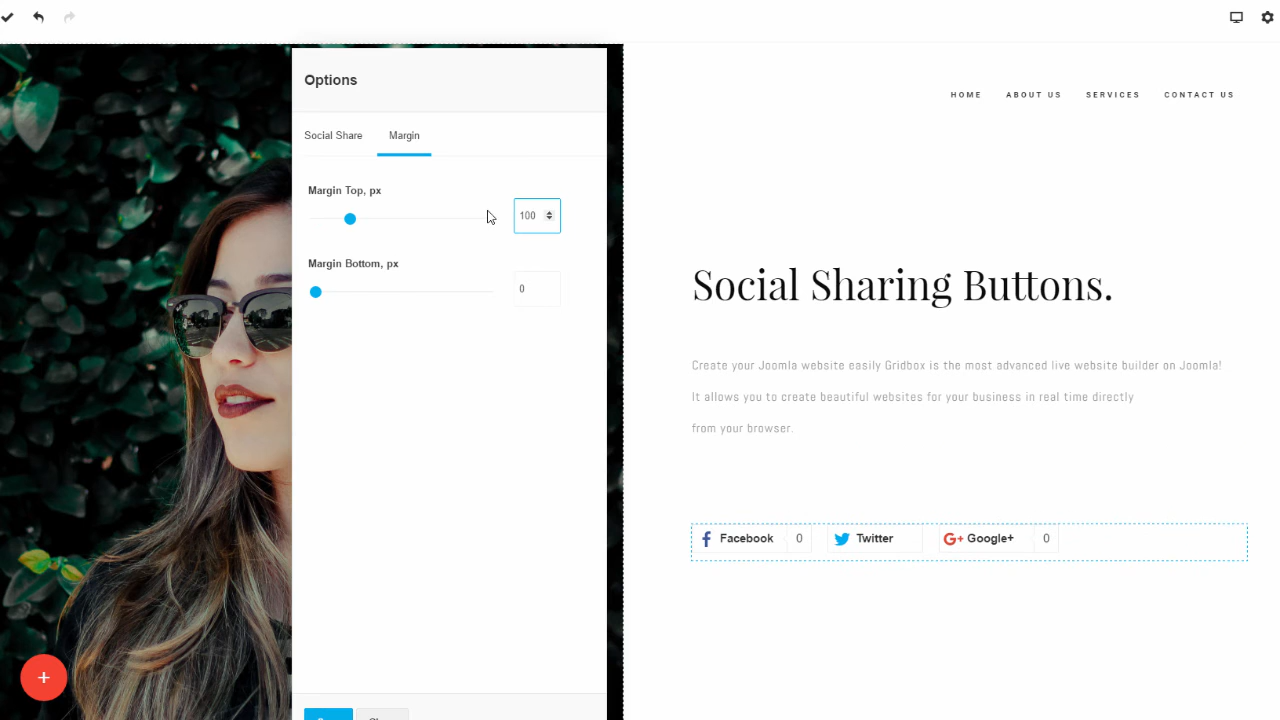 Options
Social Share
Margin
Margin Top, px
100
Margin Bottom, px
0
HOME ABOUT US SERVICES CONTACT US
Social Sharing Buttons.
Create your Joomla website easily Gridbox is the most advanced live website builder on Joomla!
It allows you to create beautiful websites for your business in real time directly
from your browser.
Facebook 0 Twitter Google+ 0